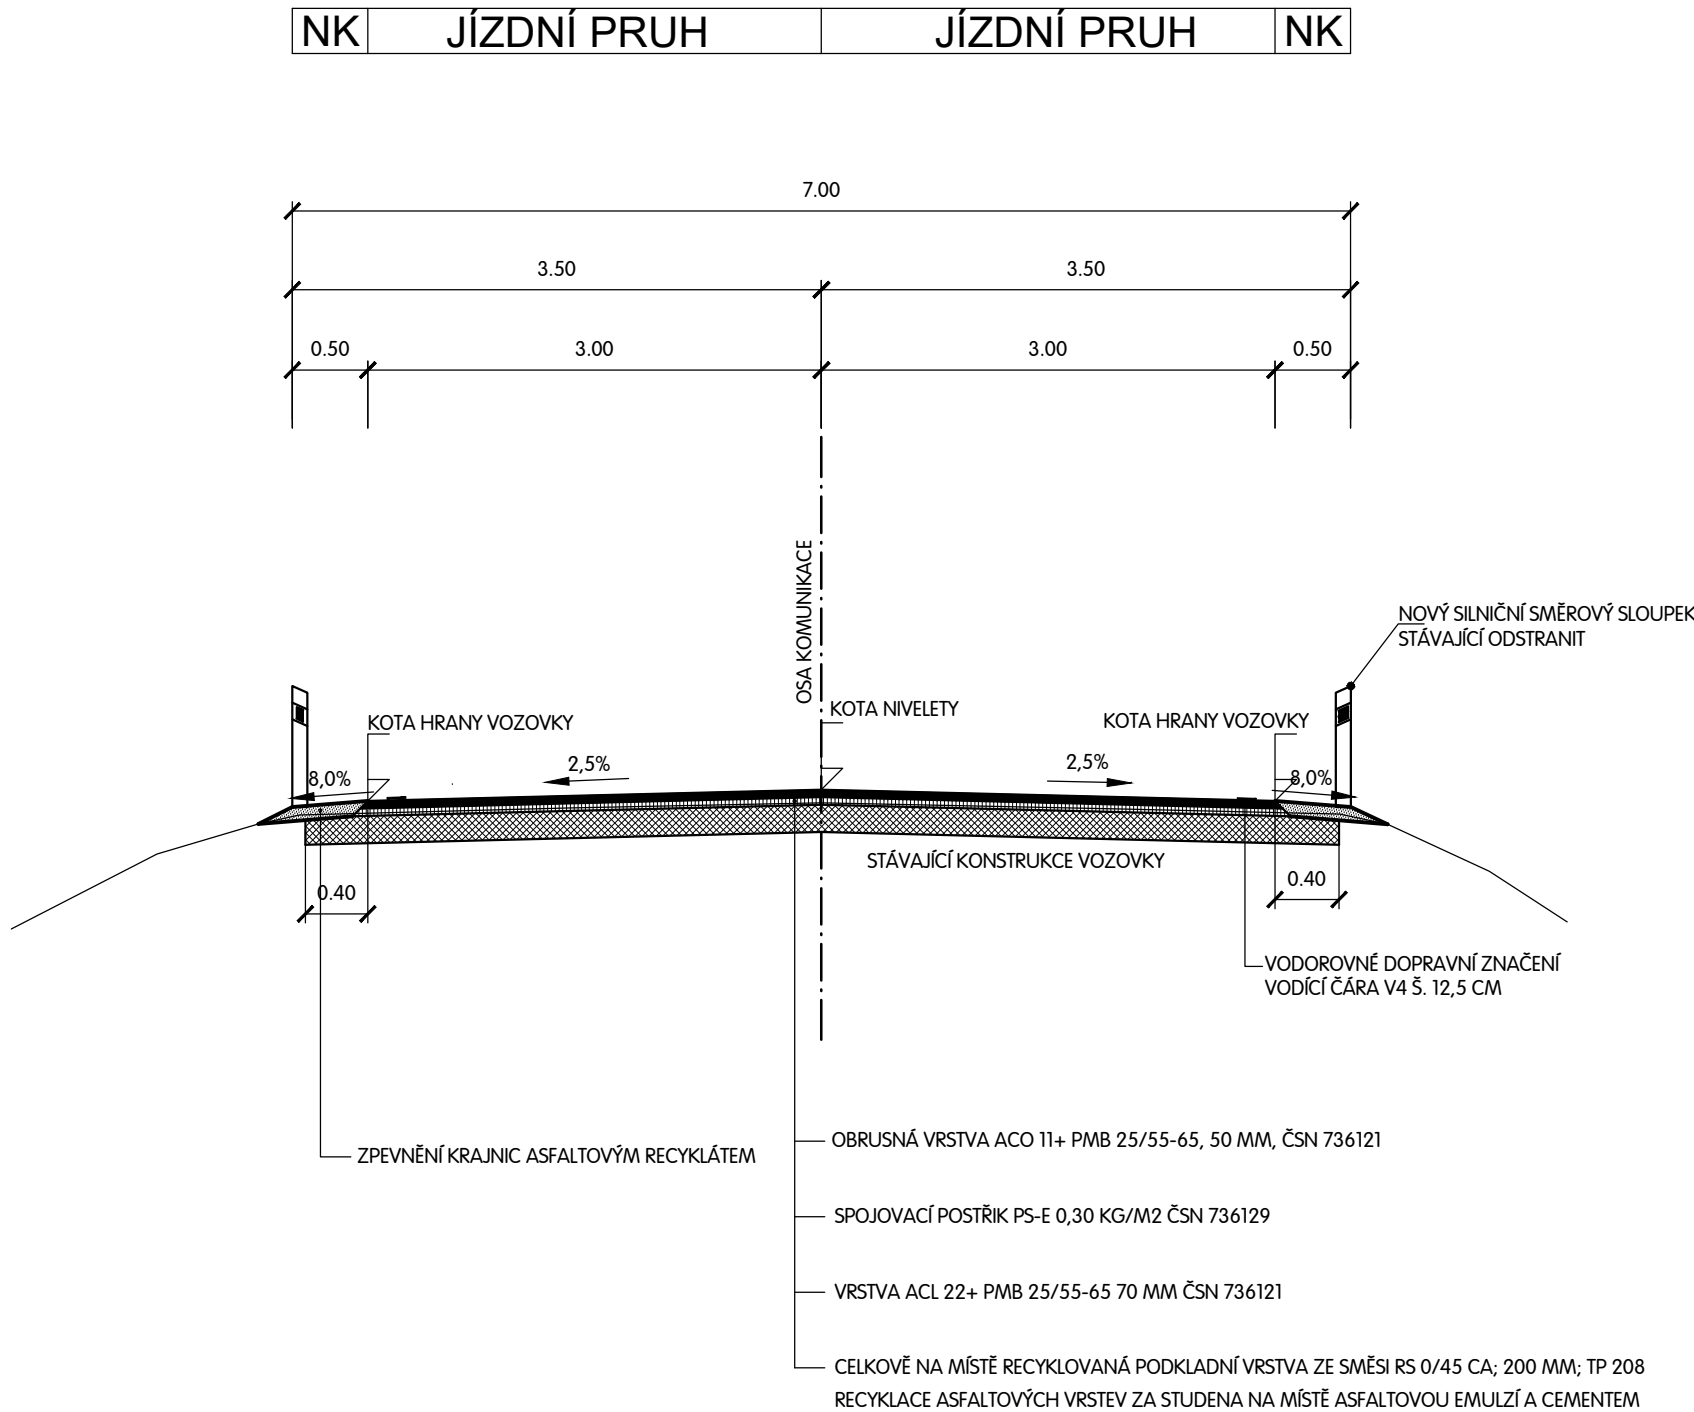 NK JÍZDNÍ PRUH JÍZDNÍ PRUH NK
7.00
3.50 3.50
0.50 3.00 3.00 0.50
OSA KOMUNIKACE
NOVÝ SILNIČNÍ SMĚROVÝ SLOUPEK
STÁVAJÍCÍ ODSTRANIT
KOTA HRANY VOZOVKY KOTA NIVELETY KOTA HRANY VOZOVKY
8,0% 2,5% 2,5% 8,0%
STÁVAJÍCÍ KONSTRUKCE VOZOVKY
0.40 0.40
VODOROVNÉ DOPRAVNÍ ZNAČENÍ
VODÍCÍ ČÁRA V4 Š. 12,5 CM
ZPEVNĚNÍ KRAJNIC ASFALTOVÝM RECYKLÁTEM
OBRUSNÁ VRSTVA ACO 11+ PMB 25/55-65, 50 MM, ČSN 736121
SPOJOVACÍ POSTŘIK PS-E 0,30 KG/M2 ČSN 736129
VRSTVA ACL 22+ PMB 25/55-65 70 MM ČSN 736121
CELKOVĚ NA MÍSTĚ RECYKLOVANÁ PODKLADNÍ VRSTVA ZE SMĚSI RS 0/45 CA; 200 MM; TP 208
RECYKLACE ASFALTOVÝCH VRSTEV ZA STUDENA NA MÍSTĚ ASFALTOVOU EMULZÍ A CEMENTEM